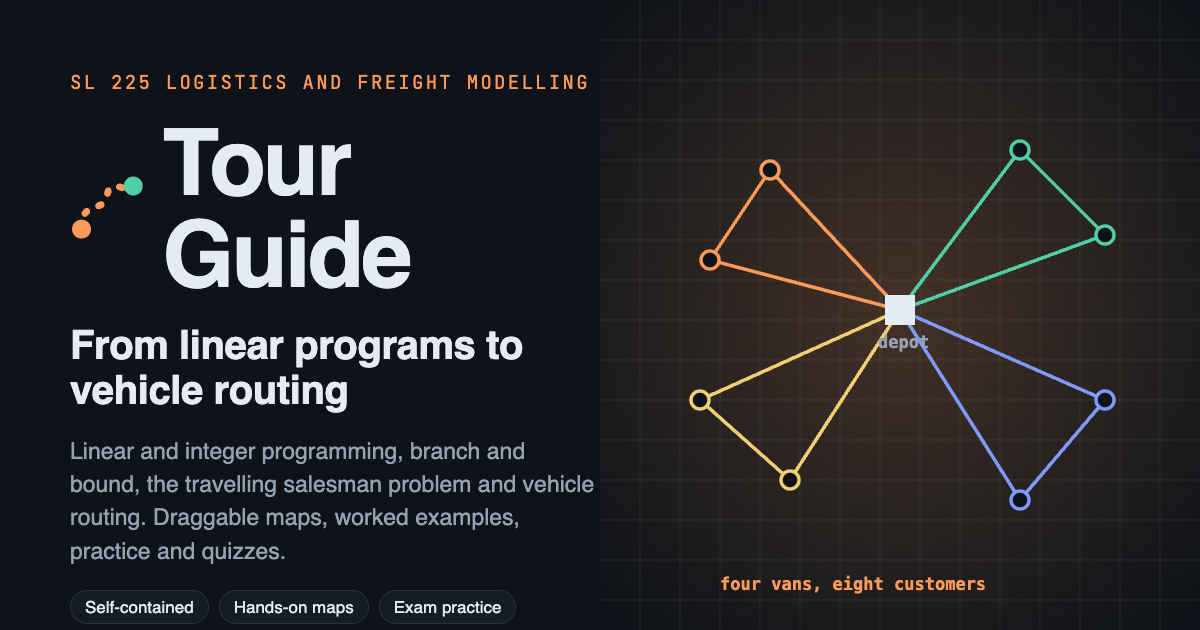 SL 225 LOGISTICS AND FREIGHT MODELLING
Tour
Guide
From linear programs to
vehicle routing
Linear and integer programming, branch and
bound, the travelling salesman problem and vehicle
routing. Draggable maps, worked examples,
practice and quizzes.
Self-contained
Hands-on maps
Exam practice
depot
four vans, eight customers